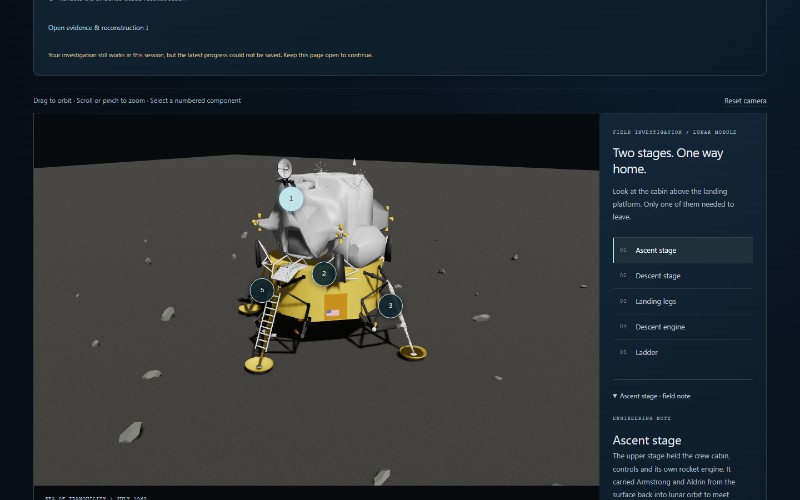 Open evidence & reconstruction ↓
Your investigation still works in this session, but the latest progress could not be saved. Keep this page open to continue.
Drag to orbit · Scroll or pinch to zoom · Select a numbered component
Reset camera
1
2
5
3
FIELD INVESTIGATION / LUNAR MODULE
Two stages. One way
home.
Look at the cabin above the landing
platform. Only one of them needed to
leave.
01 Ascent stage
02 Descent stage
03 Landing legs
04 Descent engine
05 Ladder
▼ Ascent stage · field note
ENGINEERING NOTE
Ascent stage
The upper stage held the crew cabin,
controls and its own rocket engine. It
carried Armstrong and Aldrin from the
surface back into lunar orbit to meet
SEA OF TRANQUILITY / JULY 1969